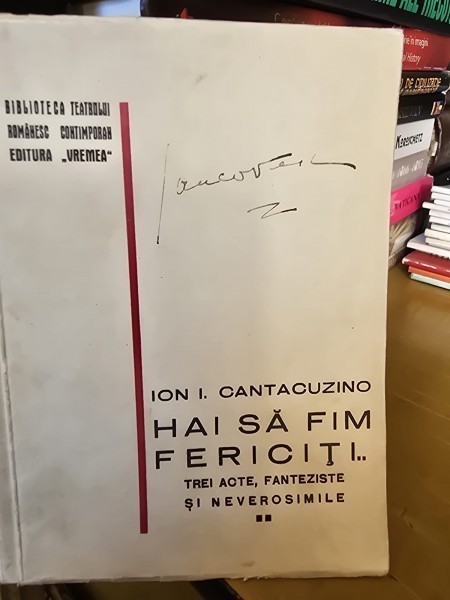 BIBLIOTECA TEATRULUI
ROMÂNESC CONTIMPORAN
EDITURA „VREMEA"
ION I. CANTACUZINO
HAI SĂ FIM
FERICIŢI..
TREI ACTE, FANTEZISTE
ŞI NEVEROSIMILE